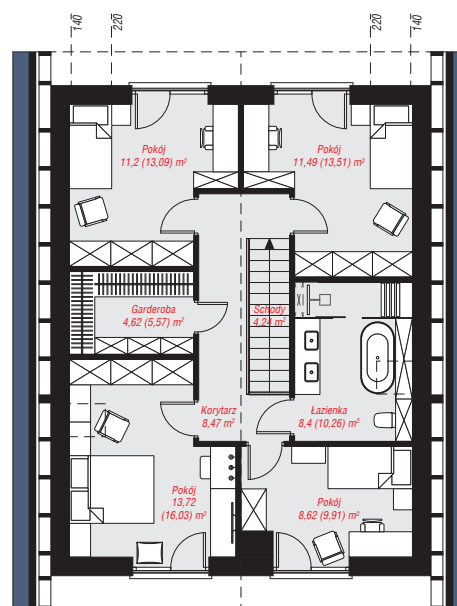 140
220
220
140
Pokój
11,2 (13,09) m²
Pokój
11,49 (13,51) m²
Garderoba
4,62 (5,57) m²
Schody
4,24 m²
Korytarz
8,47 m²
Łazienka
8,4 (10,26) m²
Pokój
13,72
(16,03) m²
Pokój
8,62 (9,91) m²